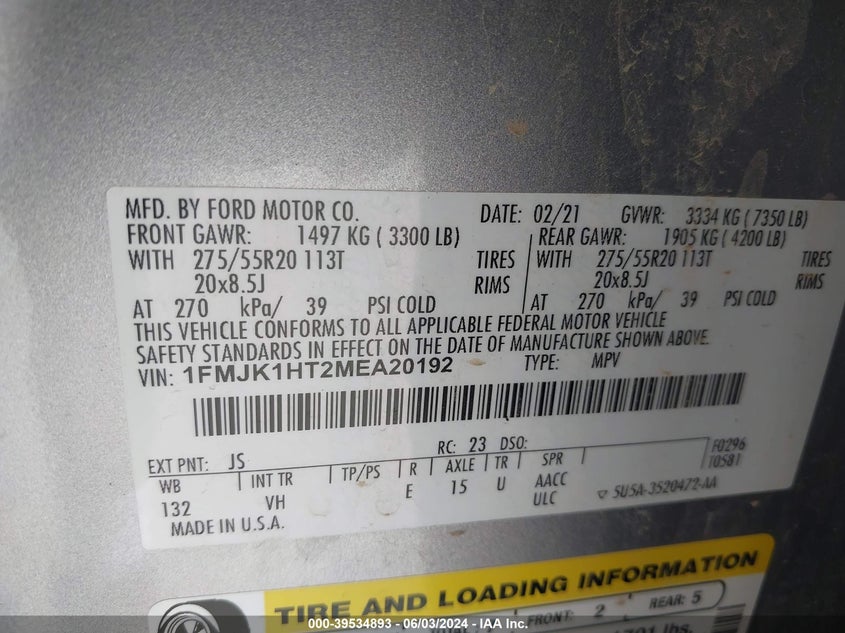 MFD. BY FORD MOTOR CO. DATE: 02/21 GVWR: 3334 KG ( 7350 LB)
FRONT GAWR: 1497 KG ( 3300 LB) REAR GAWR: 1905 KG ( 4200 LB)
WITH 275/55R20 113T TIRES WITH 275/55R20 113T TIRES
20x8.5J RIMS 20x8.5J RIMS
AT 270 kPa/ 39 PSI COLD AT 270 kPa/ 39 PSI COLD
THIS VEHICLE CONFORMS TO ALL APPLICABLE FEDERAL MOTOR VEHICLE
SAFETY STANDARDS IN EFFECT ON THE DATE OF MANUFACTURE SHOWN ABOVE.
VIN: 1FMJK1HT2MEA20192 TYPE: MPV
EXT PNT: JS RC: 23 DSO: F0296
T0581
WB INT TR TP/PS R AXLE TR SPR
132 VH E 15 U AACC
ULC 5U5A-3520472-AA
MADE IN U.S.A.
TIRE AND LOADING INFORMATION
FRONT: 2 REAR: 5
lbs.
000-39534893 - 06/03/2024 - IAA Inc.